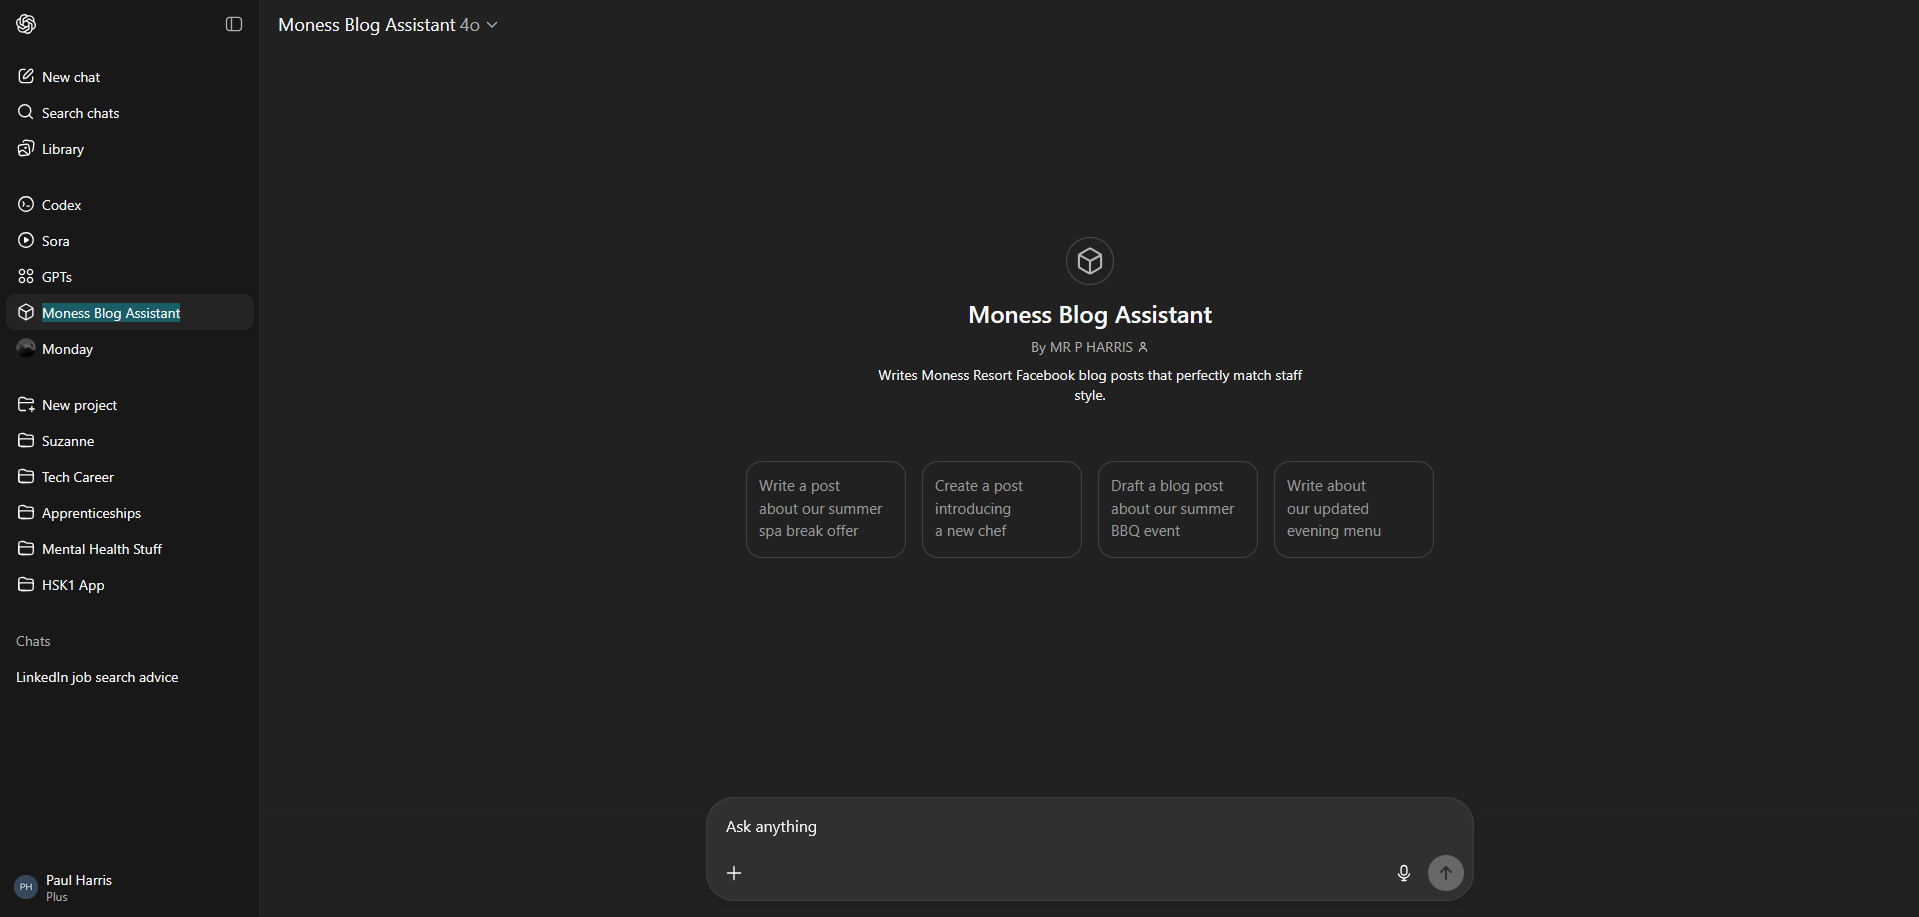 Moness Blog Assistant 4o
New chat
Search chats
Library
Codex
Sora
GPTs
Moness Blog Assistant
Monday
New project
Suzanne
Tech Career
Apprenticeships
Mental Health Stuff
HSK1 App
Chats
LinkedIn job search advice
PH
Paul Harris
Plus
Moness Blog Assistant
By MR P HARRIS
Writes Moness Resort Facebook blog posts that perfectly match staff
style.
Write a post
about our summer
spa break offer
Create a post
introducing
a new chef
Draft a blog post
about our summer
BBQ event
Write about
our updated
evening menu
Ask anything